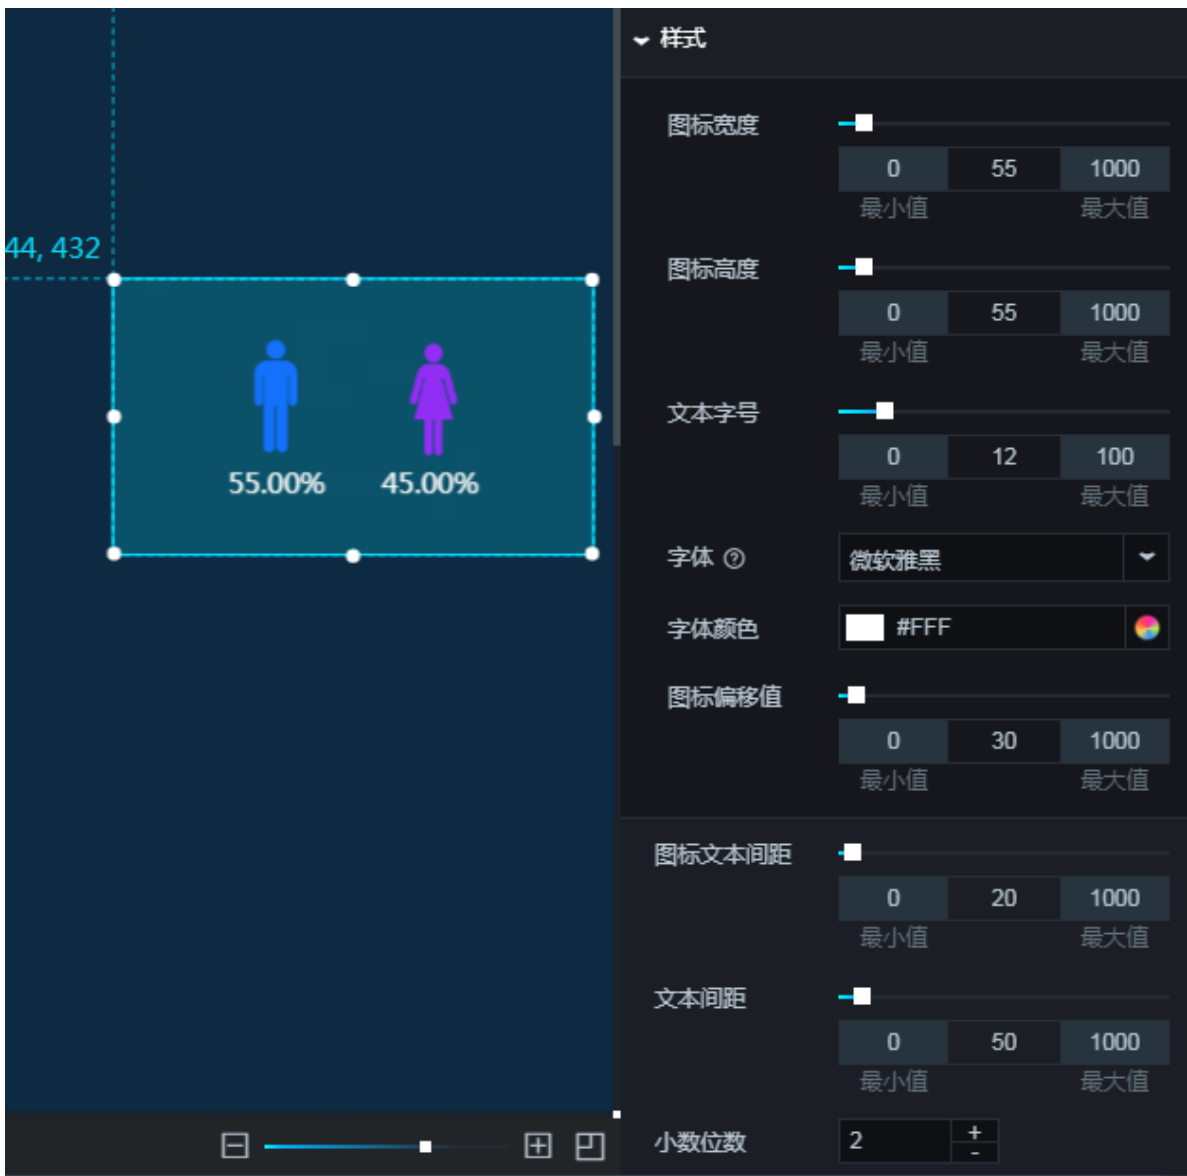 44, 432
55.00% 45.00%
样式
图标宽度
0 55 1000
最小值 最大值
图标高度
0 55 1000
最小值 最大值
文本字号
0 12 100
最小值 最大值
字体 ?
微软雅黑
字体颜色
#FFF
图标偏移值
0 30 1000
最小值 最大值
图标文本间距
0 20 1000
最小值 最大值
文本间距
0 50 1000
最小值 最大值
小数位数
2 + -